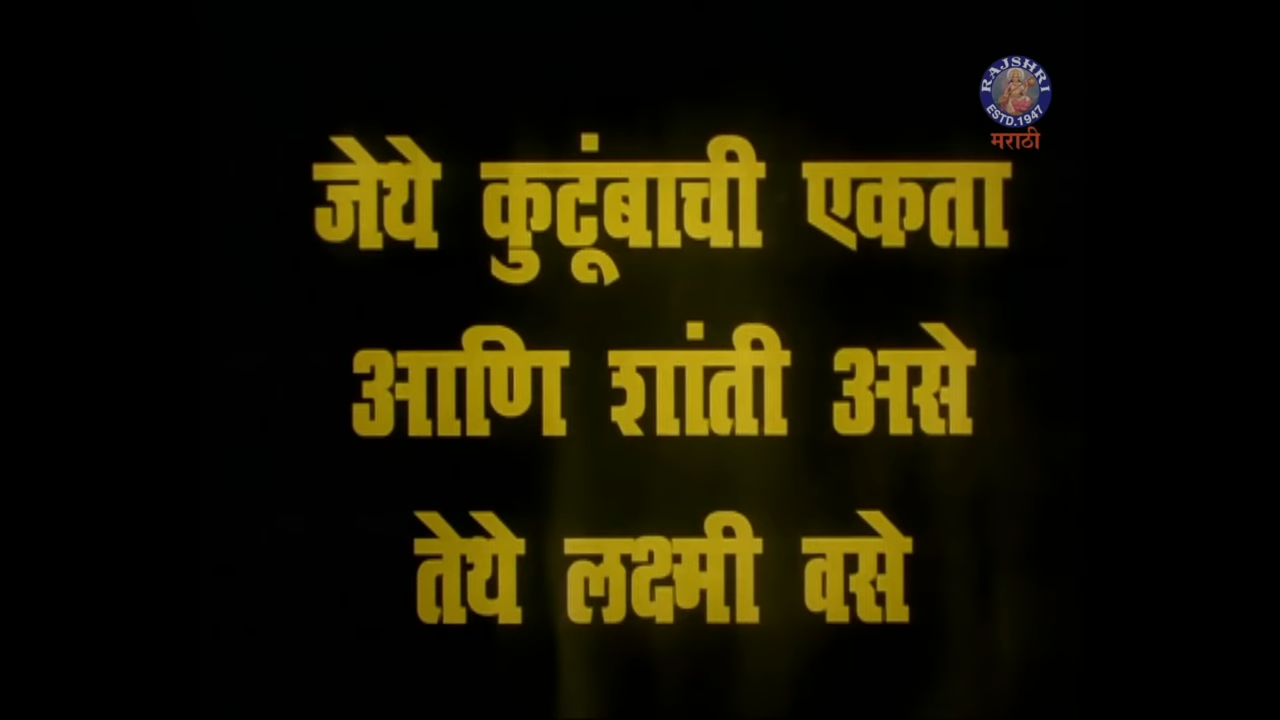 RAJSHRI
ESTD.1947
मराठी
जेथे कुटूंबाची एकता
आणि शांती असे
तेथे लक्ष्मी वसे